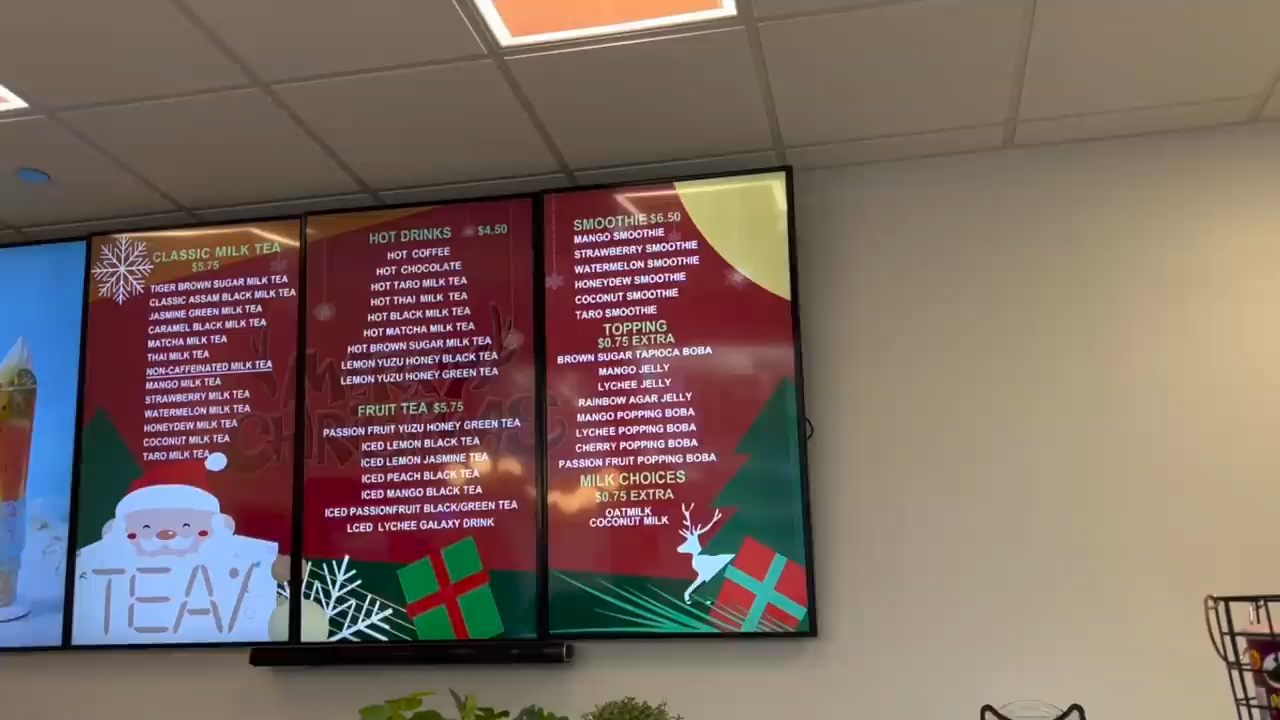 CLASSIC MILK TEA
$5.75
TIGER BROWN SUGAR MILK TEA
CLASSIC ASSAM BLACK MILK TEA
JASMINE GREEN MILK TEA
CARAMEL BLACK MILK TEA
MATCHA MILK TEA
THAI MILK TEA
NON-CAFFEINATED MILK TEA
MANGO MILK TEA
STRAWBERRY MILK TEA
WATERMELON MILK TEA
HONEYDEW MILK TEA
COCONUT MILK TEA
TARO MILK TEA
TEA
HOT DRINKS $4.50
HOT COFFEE
HOT CHOCOLATE
HOT TARO MILK TEA
HOT THAI MILK TEA
HOT BLACK MILK TEA
HOT MATCHA MILK TEA
HOT BROWN SUGAR MILK TEA
LEMON YUZU HONEY BLACK TEA
LEMON YUZU HONEY GREEN TEA
MERRY
CHRISTMAS
FRUIT TEA $5.75
PASSION FRUIT YUZU HONEY GREEN TEA
ICED LEMON BLACK TEA
ICED LEMON JASMINE TEA
ICED PEACH BLACK TEA
ICED MANGO BLACK TEA
ICED PASSIONFRUIT BLACK/GREEN TEA
LCED LYCHEE GALAXY DRINK
SMOOTHIE $6.50
MANGO SMOOTHIE
STRAWBERRY SMOOTHIE
WATERMELON SMOOTHIE
HONEYDEW SMOOTHIE
COCONUT SMOOTHIE
TARO SMOOTHIE
TOPPING
$0.75 EXTRA
BROWN SUGAR TAPIOCA BOBA
MANGO JELLY
LYCHEE JELLY
RAINBOW AGAR JELLY
MANGO POPPING BOBA
LYCHEE POPPING BOBA
CHERRY POPPING BOBA
PASSION FRUIT POPPING BOBA
MILK CHOICES
$0.75 EXTRA
OATMILK
COCONUT MILK